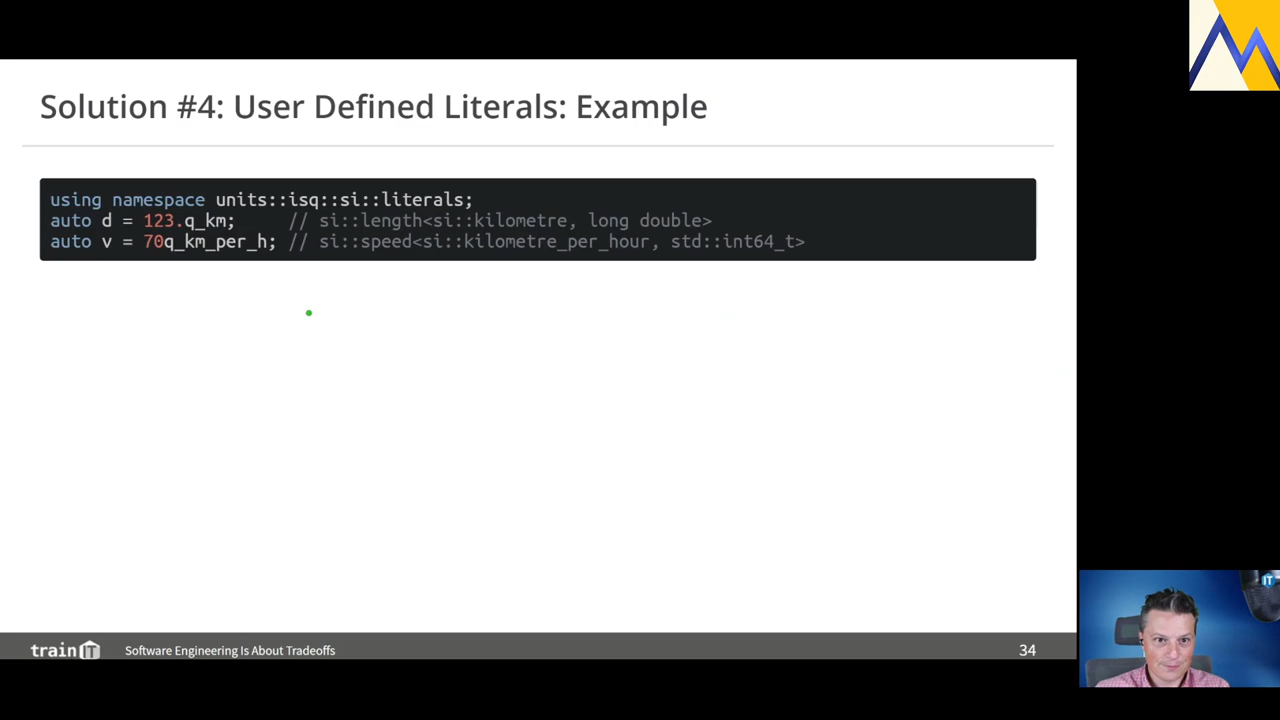 Solution #4: User Defined Literals: Example
using namespace units::isq::si::literals;
auto d = 123.q_km;     // si::length<si::kilometre, long double>
auto v = 70q_km_per_h; // si::speed<si::kilometre_per_hour, std::int64_t>
train IT
Software Engineering Is About Tradeoffs
34
IT